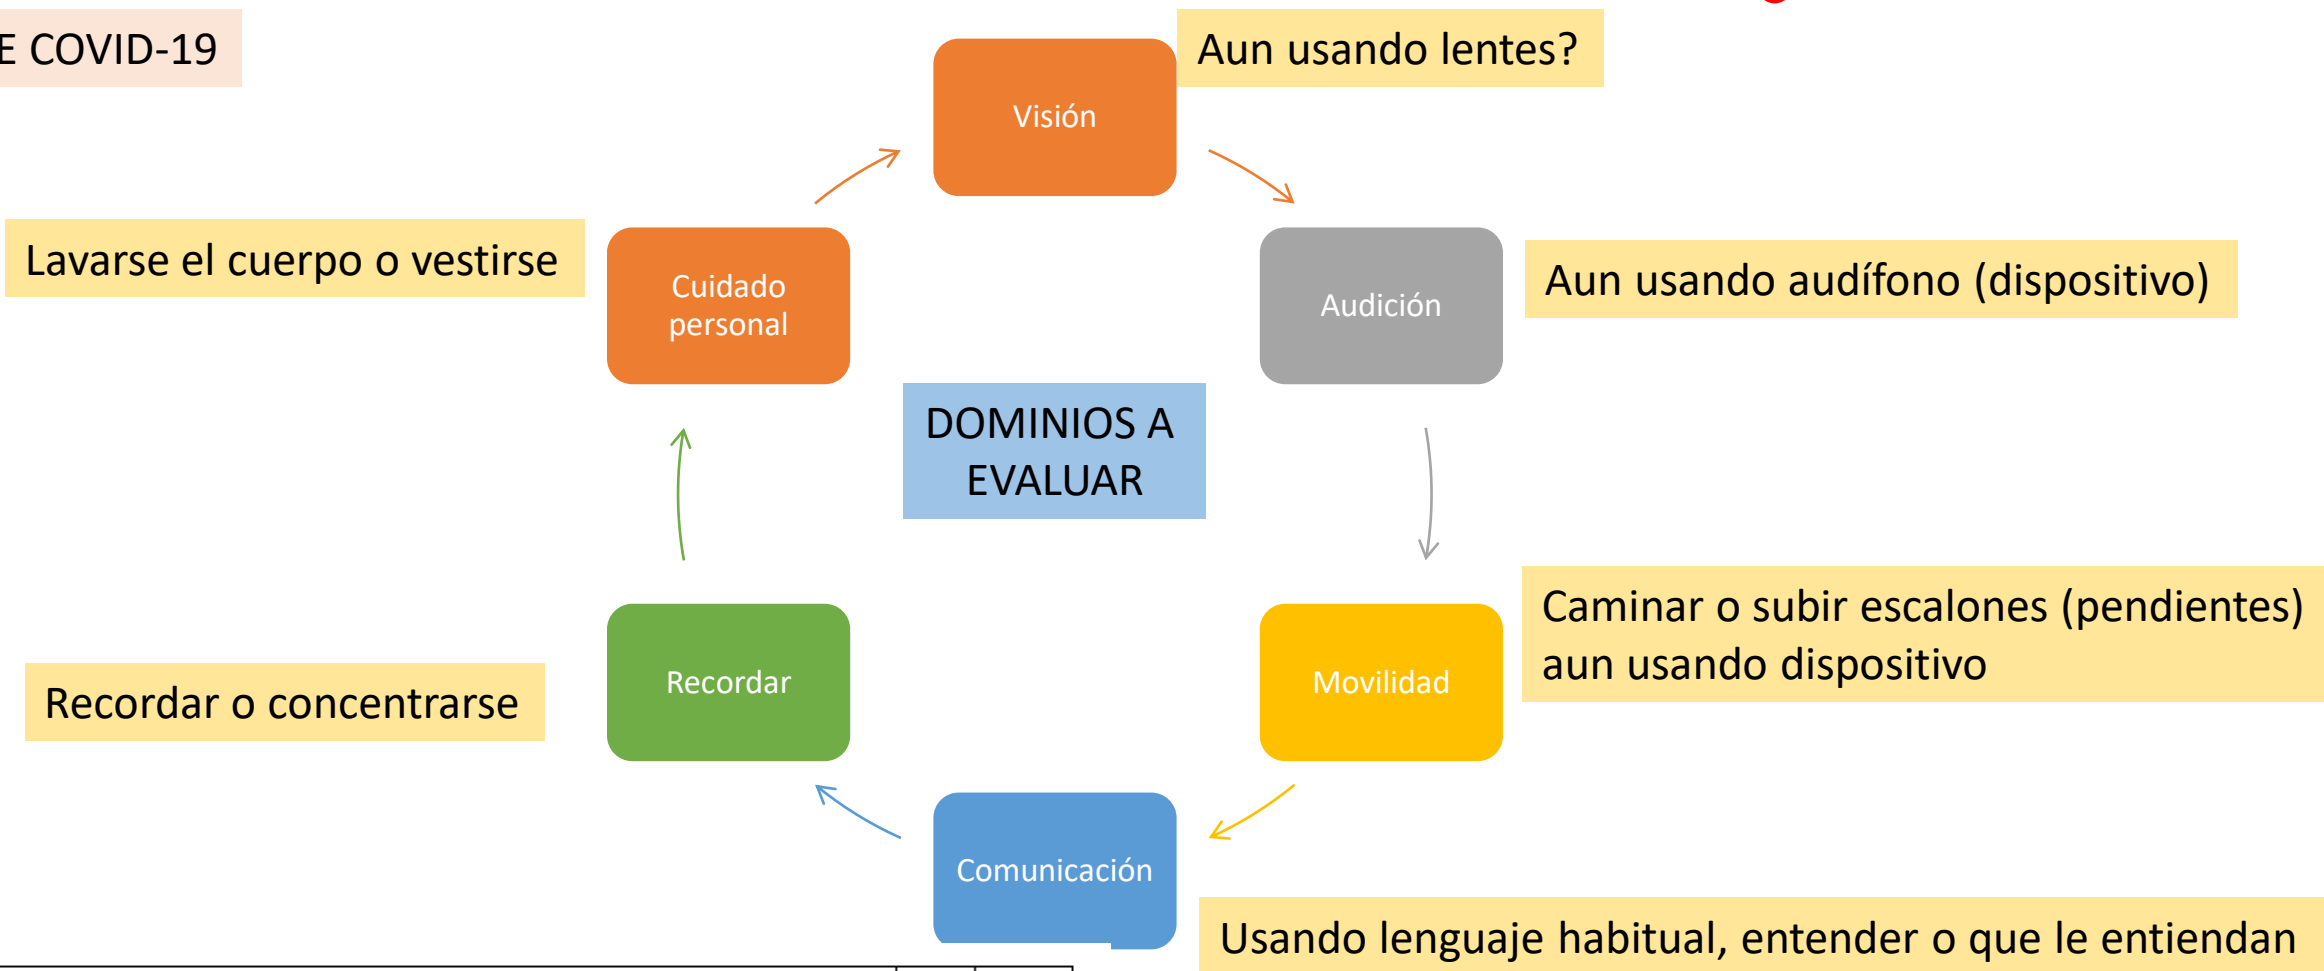 E COVID-19
Aun usando lentes?
Visión
Lavarse el cuerpo o vestirse
Cuidado
personal
Audición
Aun usando audífono (dispositivo)
DOMINIOS A
EVALUAR
Caminar o subir escalones (pendientes)
aun usando dispositivo
Recordar o concentrarse
Recordar
Movilidad
Comunicación
Usando lenguaje habitual, entender o que le entiendan